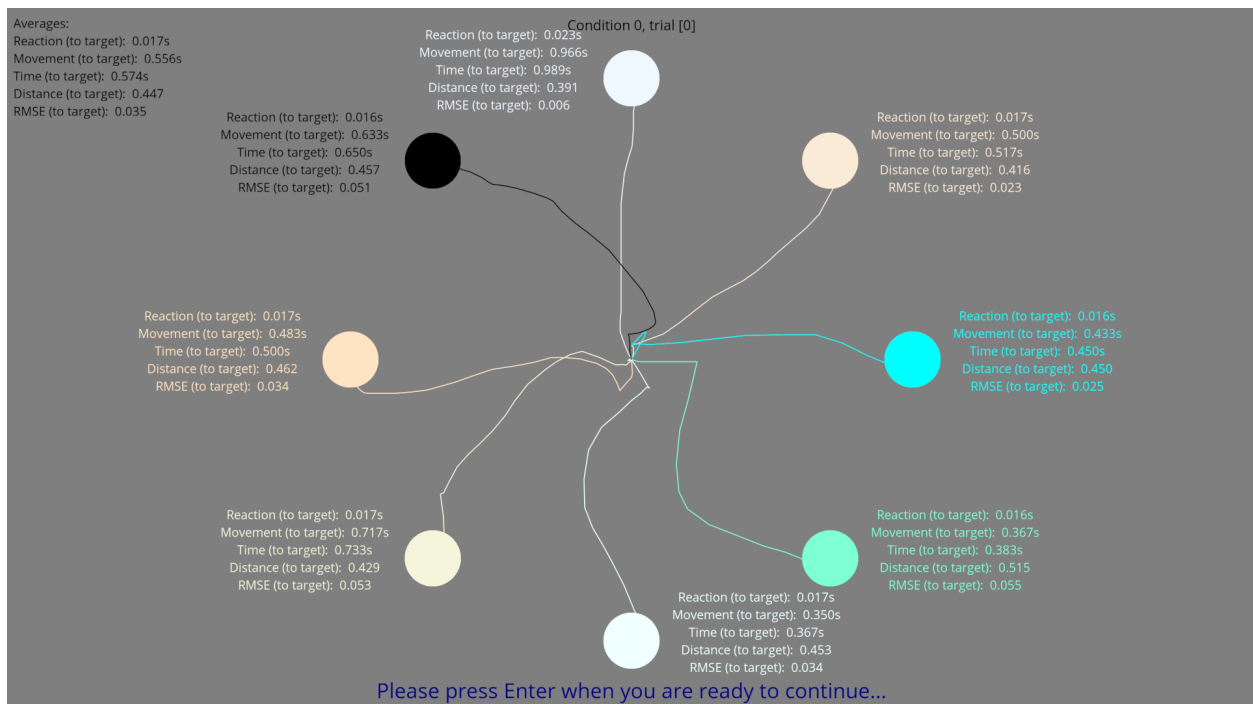 Averages:
Reaction (to target):  0.017s
Movement (to target):  0.556s
Time (to target):  0.574s
Distance (to target):  0.447
RMSE (to target):  0.035
Condition 0, trial [0]
Reaction (to target):  0.023s
Movement (to target):  0.966s
Time (to target):  0.989s
Distance (to target):  0.391
RMSE (to target):  0.006
Reaction (to target):  0.016s
Movement (to target):  0.633s
Time (to target):  0.650s
Distance (to target):  0.457
RMSE (to target):  0.051
Reaction (to target):  0.017s
Movement (to target):  0.500s
Time (to target):  0.517s
Distance (to target):  0.416
RMSE (to target):  0.023
Reaction (to target):  0.017s
Movement (to target):  0.483s
Time (to target):  0.500s
Distance (to target):  0.462
RMSE (to target):  0.034
Reaction (to target):  0.016s
Movement (to target):  0.433s
Time (to target):  0.450s
Distance (to target):  0.450
RMSE (to target):  0.025
Reaction (to target):  0.017s
Movement (to target):  0.717s
Time (to target):  0.733s
Distance (to target):  0.429
RMSE (to target):  0.053
Reaction (to target):  0.016s
Movement (to target):  0.367s
Time (to target):  0.383s
Distance (to target):  0.515
RMSE (to target):  0.055
Reaction (to target):  0.017s
Movement (to target):  0.350s
Time (to target):  0.367s
Distance (to target):  0.453
RMSE (to target):  0.034
Please press Enter when you are ready to continue...